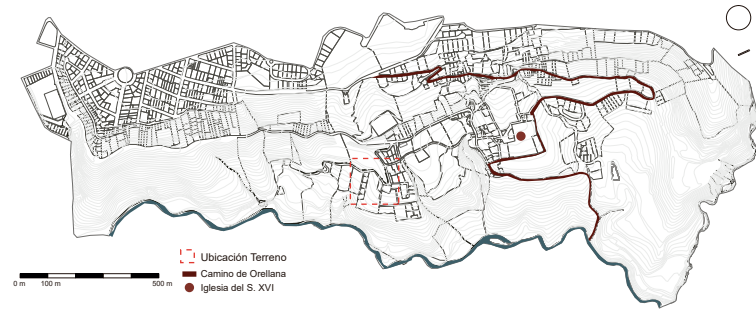 Ubicación Terreno
Camino de Orellana
Iglesia del S. XVI
0 m 100 m 500 m